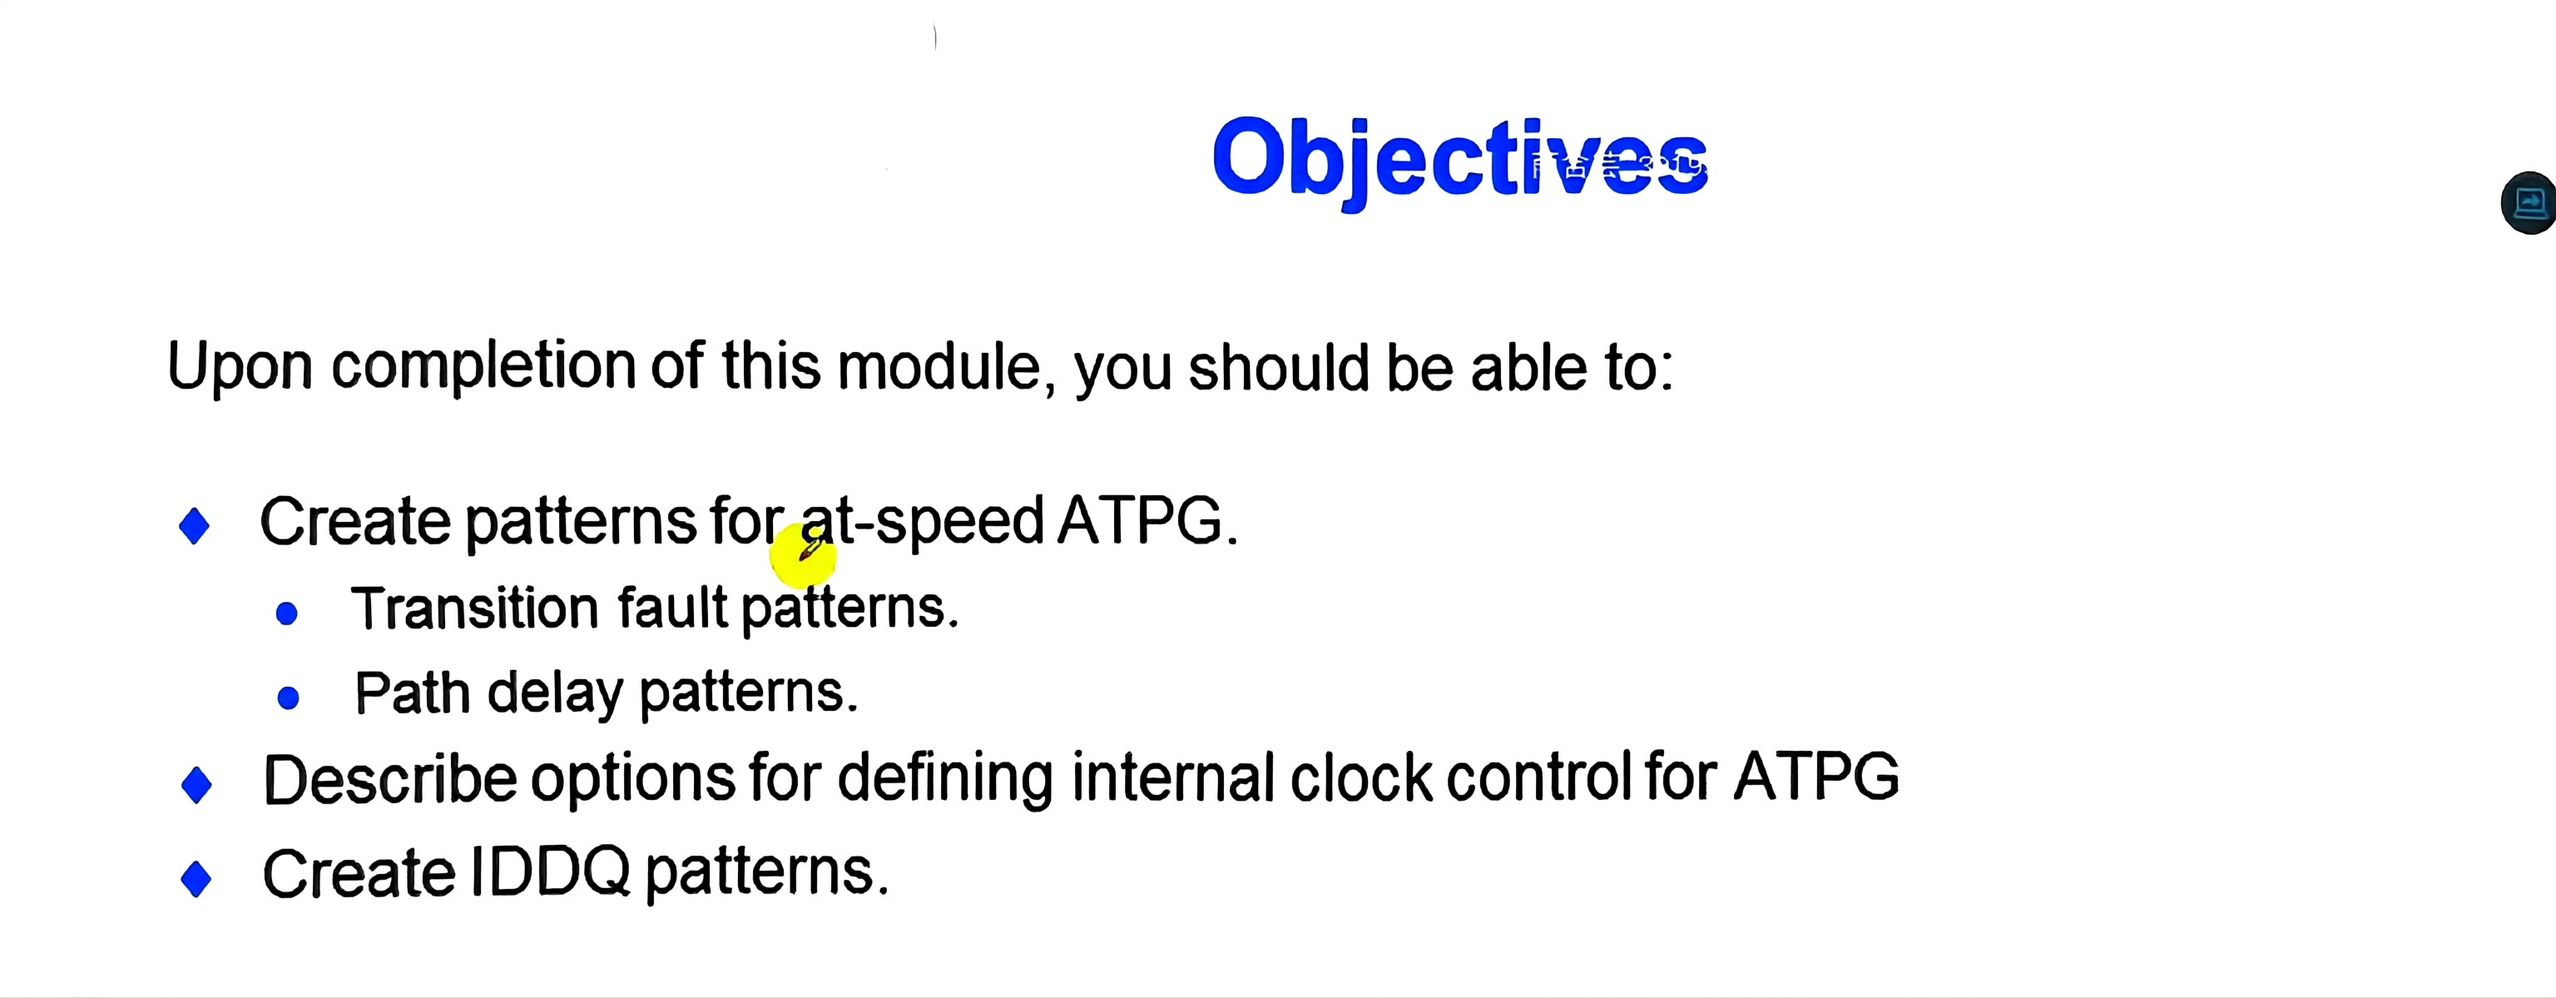 Objectives
Upon completion of this module, you should be able to:
Create patterns for at-speed ATPG.
Transition fault patterns.
Path delay patterns.
Describe options for defining internal clock control for ATPG
Create IDDQ patterns.